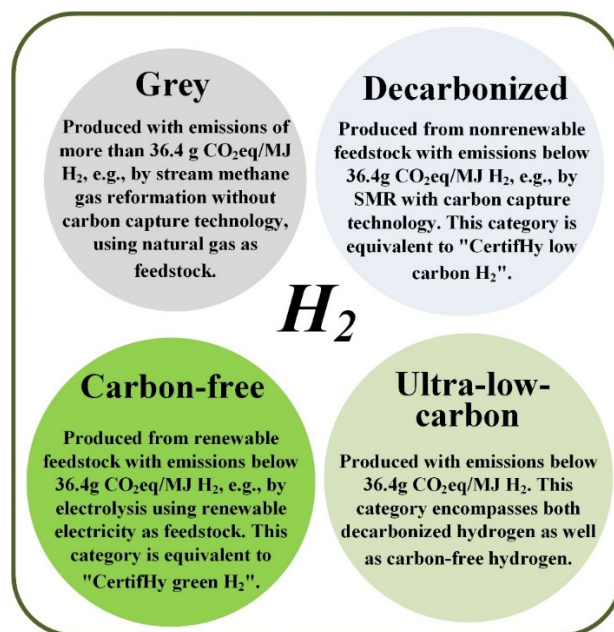 Grey
Produced with emissions of
more than 36.4 g CO₂eq/MJ
H₂, e.g., by stream methane
gas reformation without
carbon capture technology,
using natural gas as
feedstock.
Decarbonized
Produced from nonrenewable
feedstock with emissions below
36.4g CO₂eq/MJ H₂, e.g., by
SMR with carbon capture
technology. This category is
equivalent to "CertifHy low
carbon H₂".
H₂
Carbon-free
Produced from renewable
feedstock with emissions below
36.4g CO₂eq/MJ H₂, e.g., by
electrolysis using renewable
electricity as feedstock. This
category is equivalent to
"CertifHy green H₂".
Ultra-low-
carbon
Produced with emissions below
36.4g CO₂eq/MJ H₂. This
category encompasses both
decarbonized hydrogen as well
as carbon-free hydrogen.